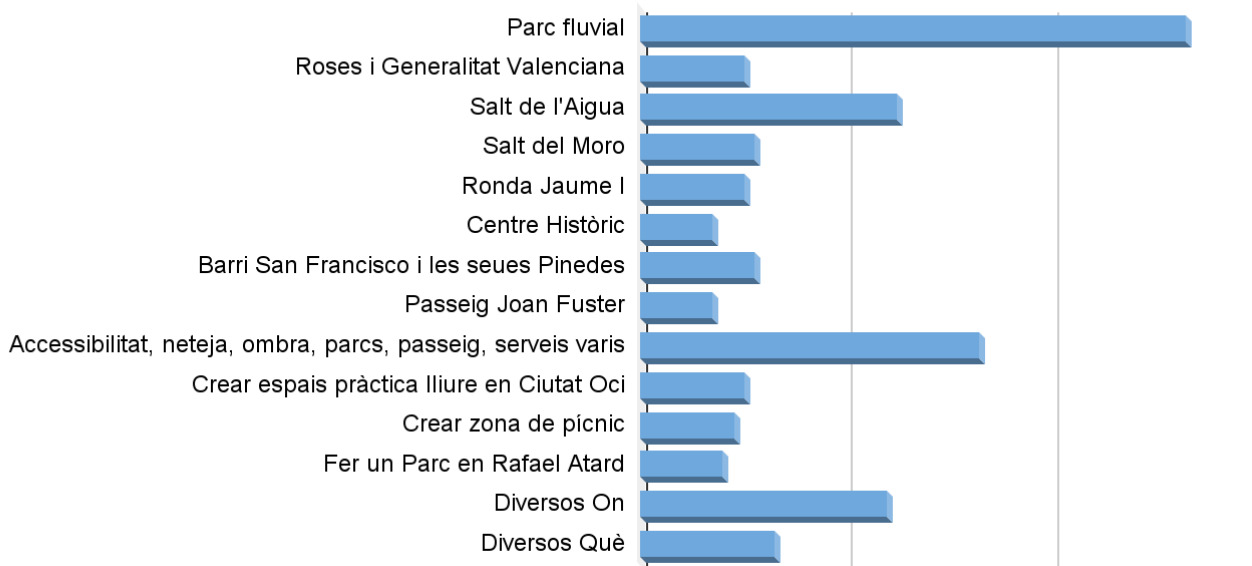 Parc fluvial
Roses i Generalitat Valenciana
Salt de l'Aigua
Salt del Moro
Ronda Jaume I
Centre Històric
Barri San Francisco i les seues Pinedes
Passeig Joan Fuster
Accessibilitat, neteja, ombra, parcs, passeig, serveis varis
Crear espais pràctica lliure en Ciutat Oci
Crear zona de pícnic
Fer un Parc en Rafael Atard
Diversos On
Diversos Què